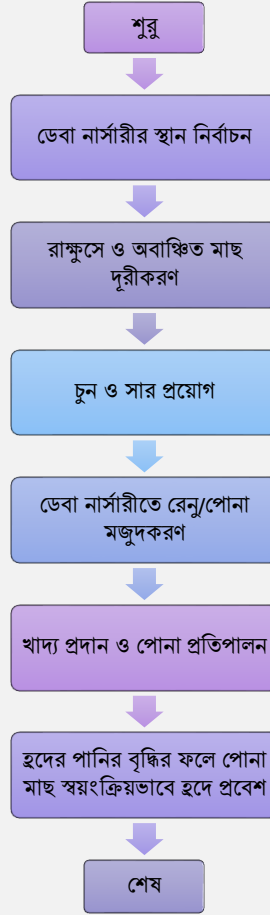 শুরু
ডেবা নার্সারীর স্থান নির্বাচন
রাক্ষুসে ও অবাঞ্চিত মাছ
দূরীকরণ
চুন ও সার প্রয়োগ
ডেবা নার্সারীতে রেনু/পোনা
মজুদকরণ
খাদ্য প্রদান ও পোনা প্রতিপালন
হ্রদের পানির বৃদ্ধির ফলে পোনা
মাছ স্বয়ংক্রিয়ভাবে হ্রদে প্রবেশ
শেষ